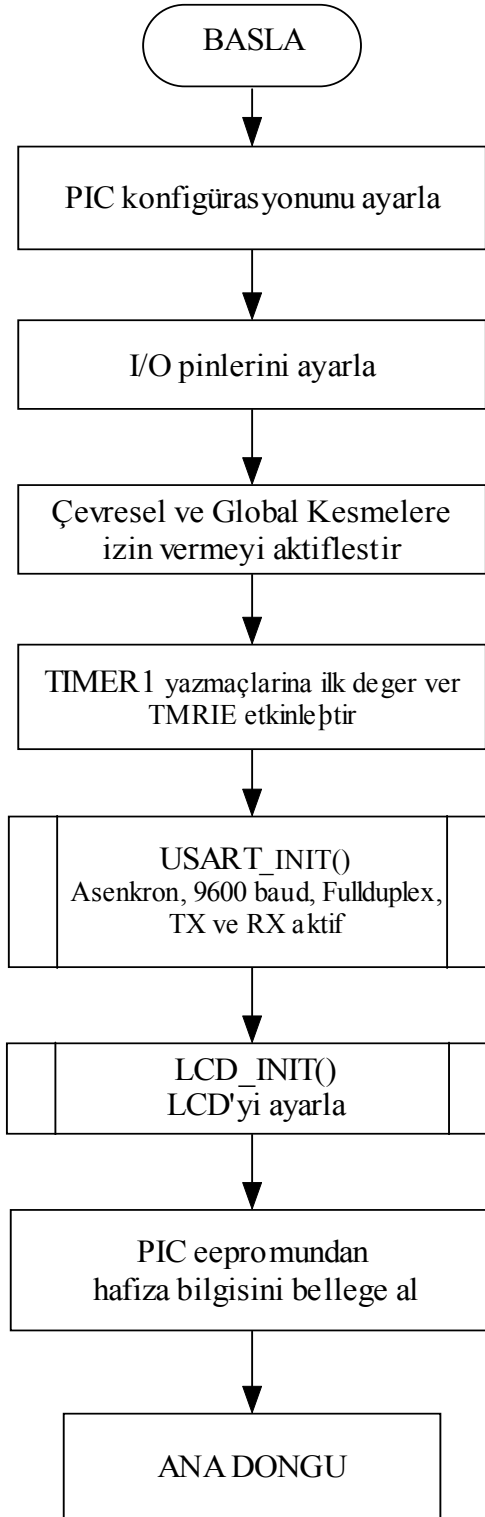 BASLA
PIC konfigürasyonunu ayarla
I/O pinlerini ayarla
Çevresel ve Global Kesmelere
izin vermeyi aktiflestir
TIMER1 yazmaçlarina ilk deger ver
TMRIE etkinleþtir
USART_INIT()
Asenkron, 9600 baud, Fullduplex,
TX ve RX aktif
LCD_INIT()
LCD'yi ayarla
PIC eepromundan
hafiza bilgisini bellege al
ANA DONGU